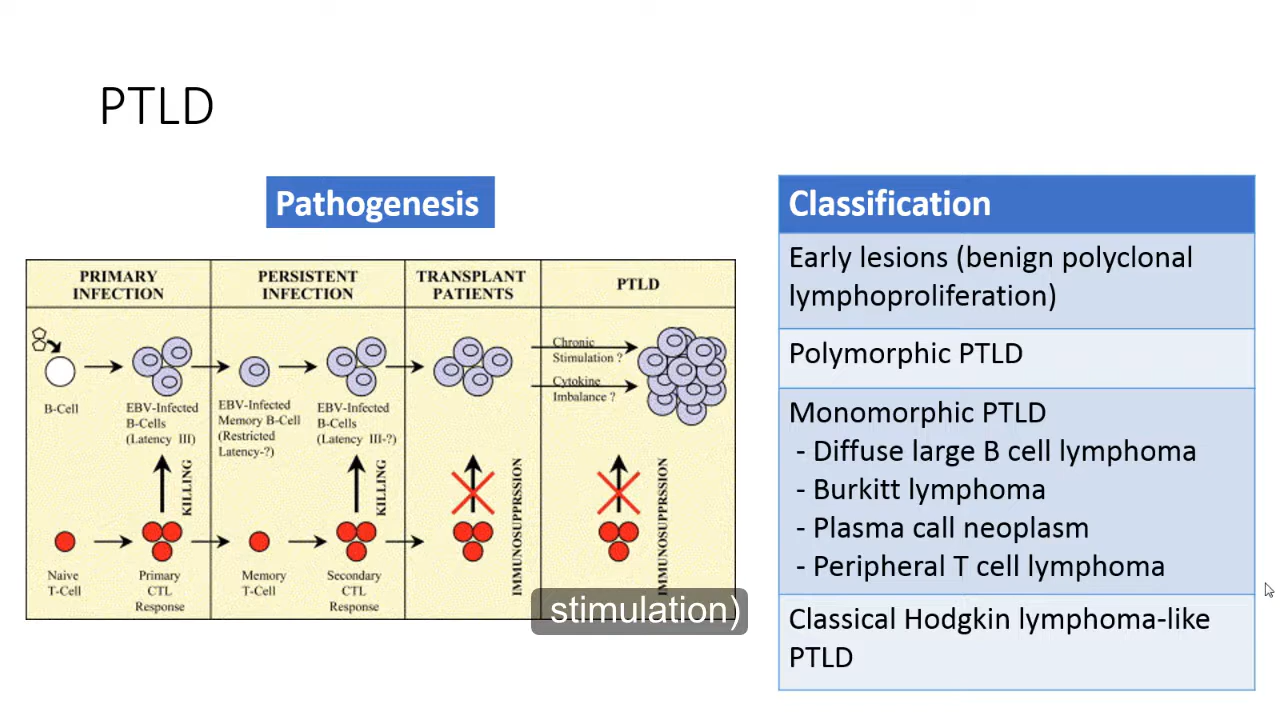 PTLD
Pathogenesis
PRIMARY
INFECTION
PERSISTENT
INFECTION
TRANSPLANT
PATIENTS
PTLD
B-Cell
EBV-Infected
B-Cells
(Latency III)
EBV-Infected
Memory B-Cell
(Restricted
Latency-?)
EBV-Infected
B-Cells
(Latency III-?)
Chronic
Stimulation ?
Cytokine
Imbalance ?
KILLING
KILLING
IMMUNOSUPPRSSION
IMMUNOSUPPRSSION
Naive
T-Cell
Primary
CTL
Response
Memory
T-Cell
Secondary
CTL
Response
stimulation)
Classification
Early lesions (benign polyclonal
lymphoproliferation)
Polymorphic PTLD
Monomorphic PTLD
- Diffuse large B cell lymphoma
- Burkitt lymphoma
- Plasma call neoplasm
- Peripheral T cell lymphoma
Classical Hodgkin lymphoma-like
PTLD